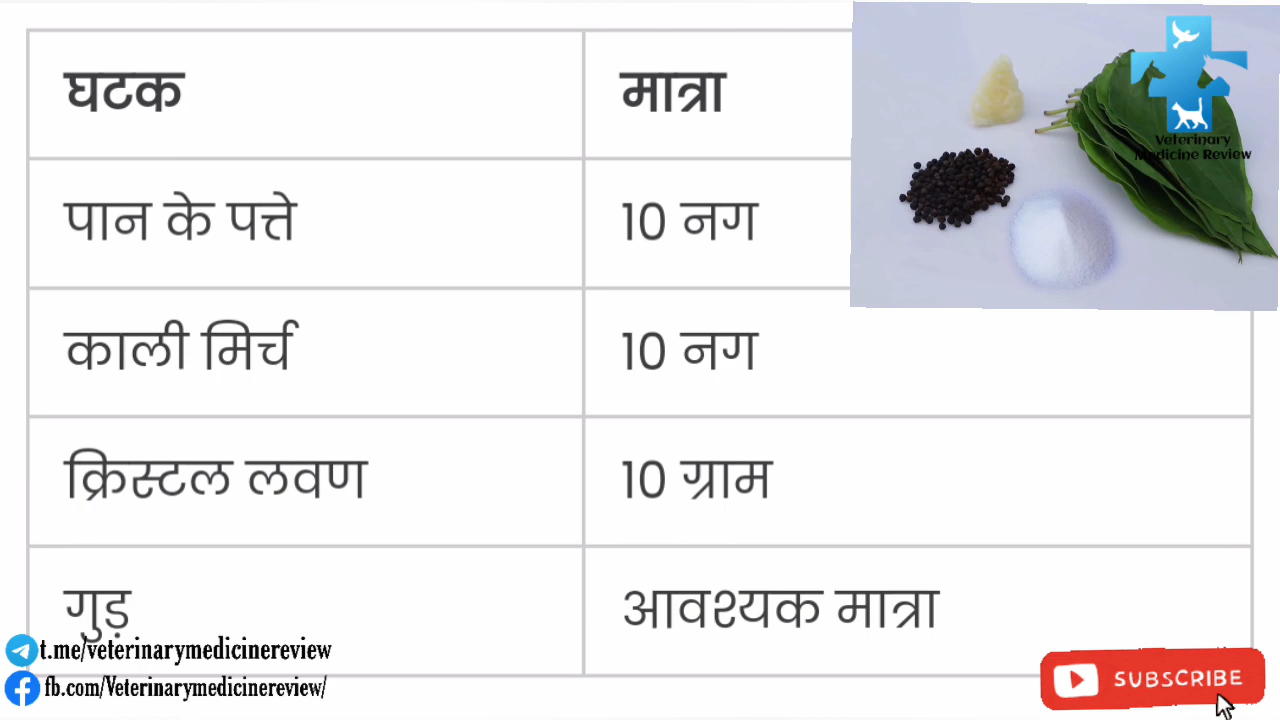 घटक मात्रा
Veterinary
Medicine Review
पान के पत्ते 10 नग
काली मिर्च 10 नग
क्रिस्टल लवण 10 ग्राम
गुड़ आवश्यक मात्रा
t.me/veterinarymedicinereview
fb.com/Veterinarymedicinereview/
SUBSCRIBE